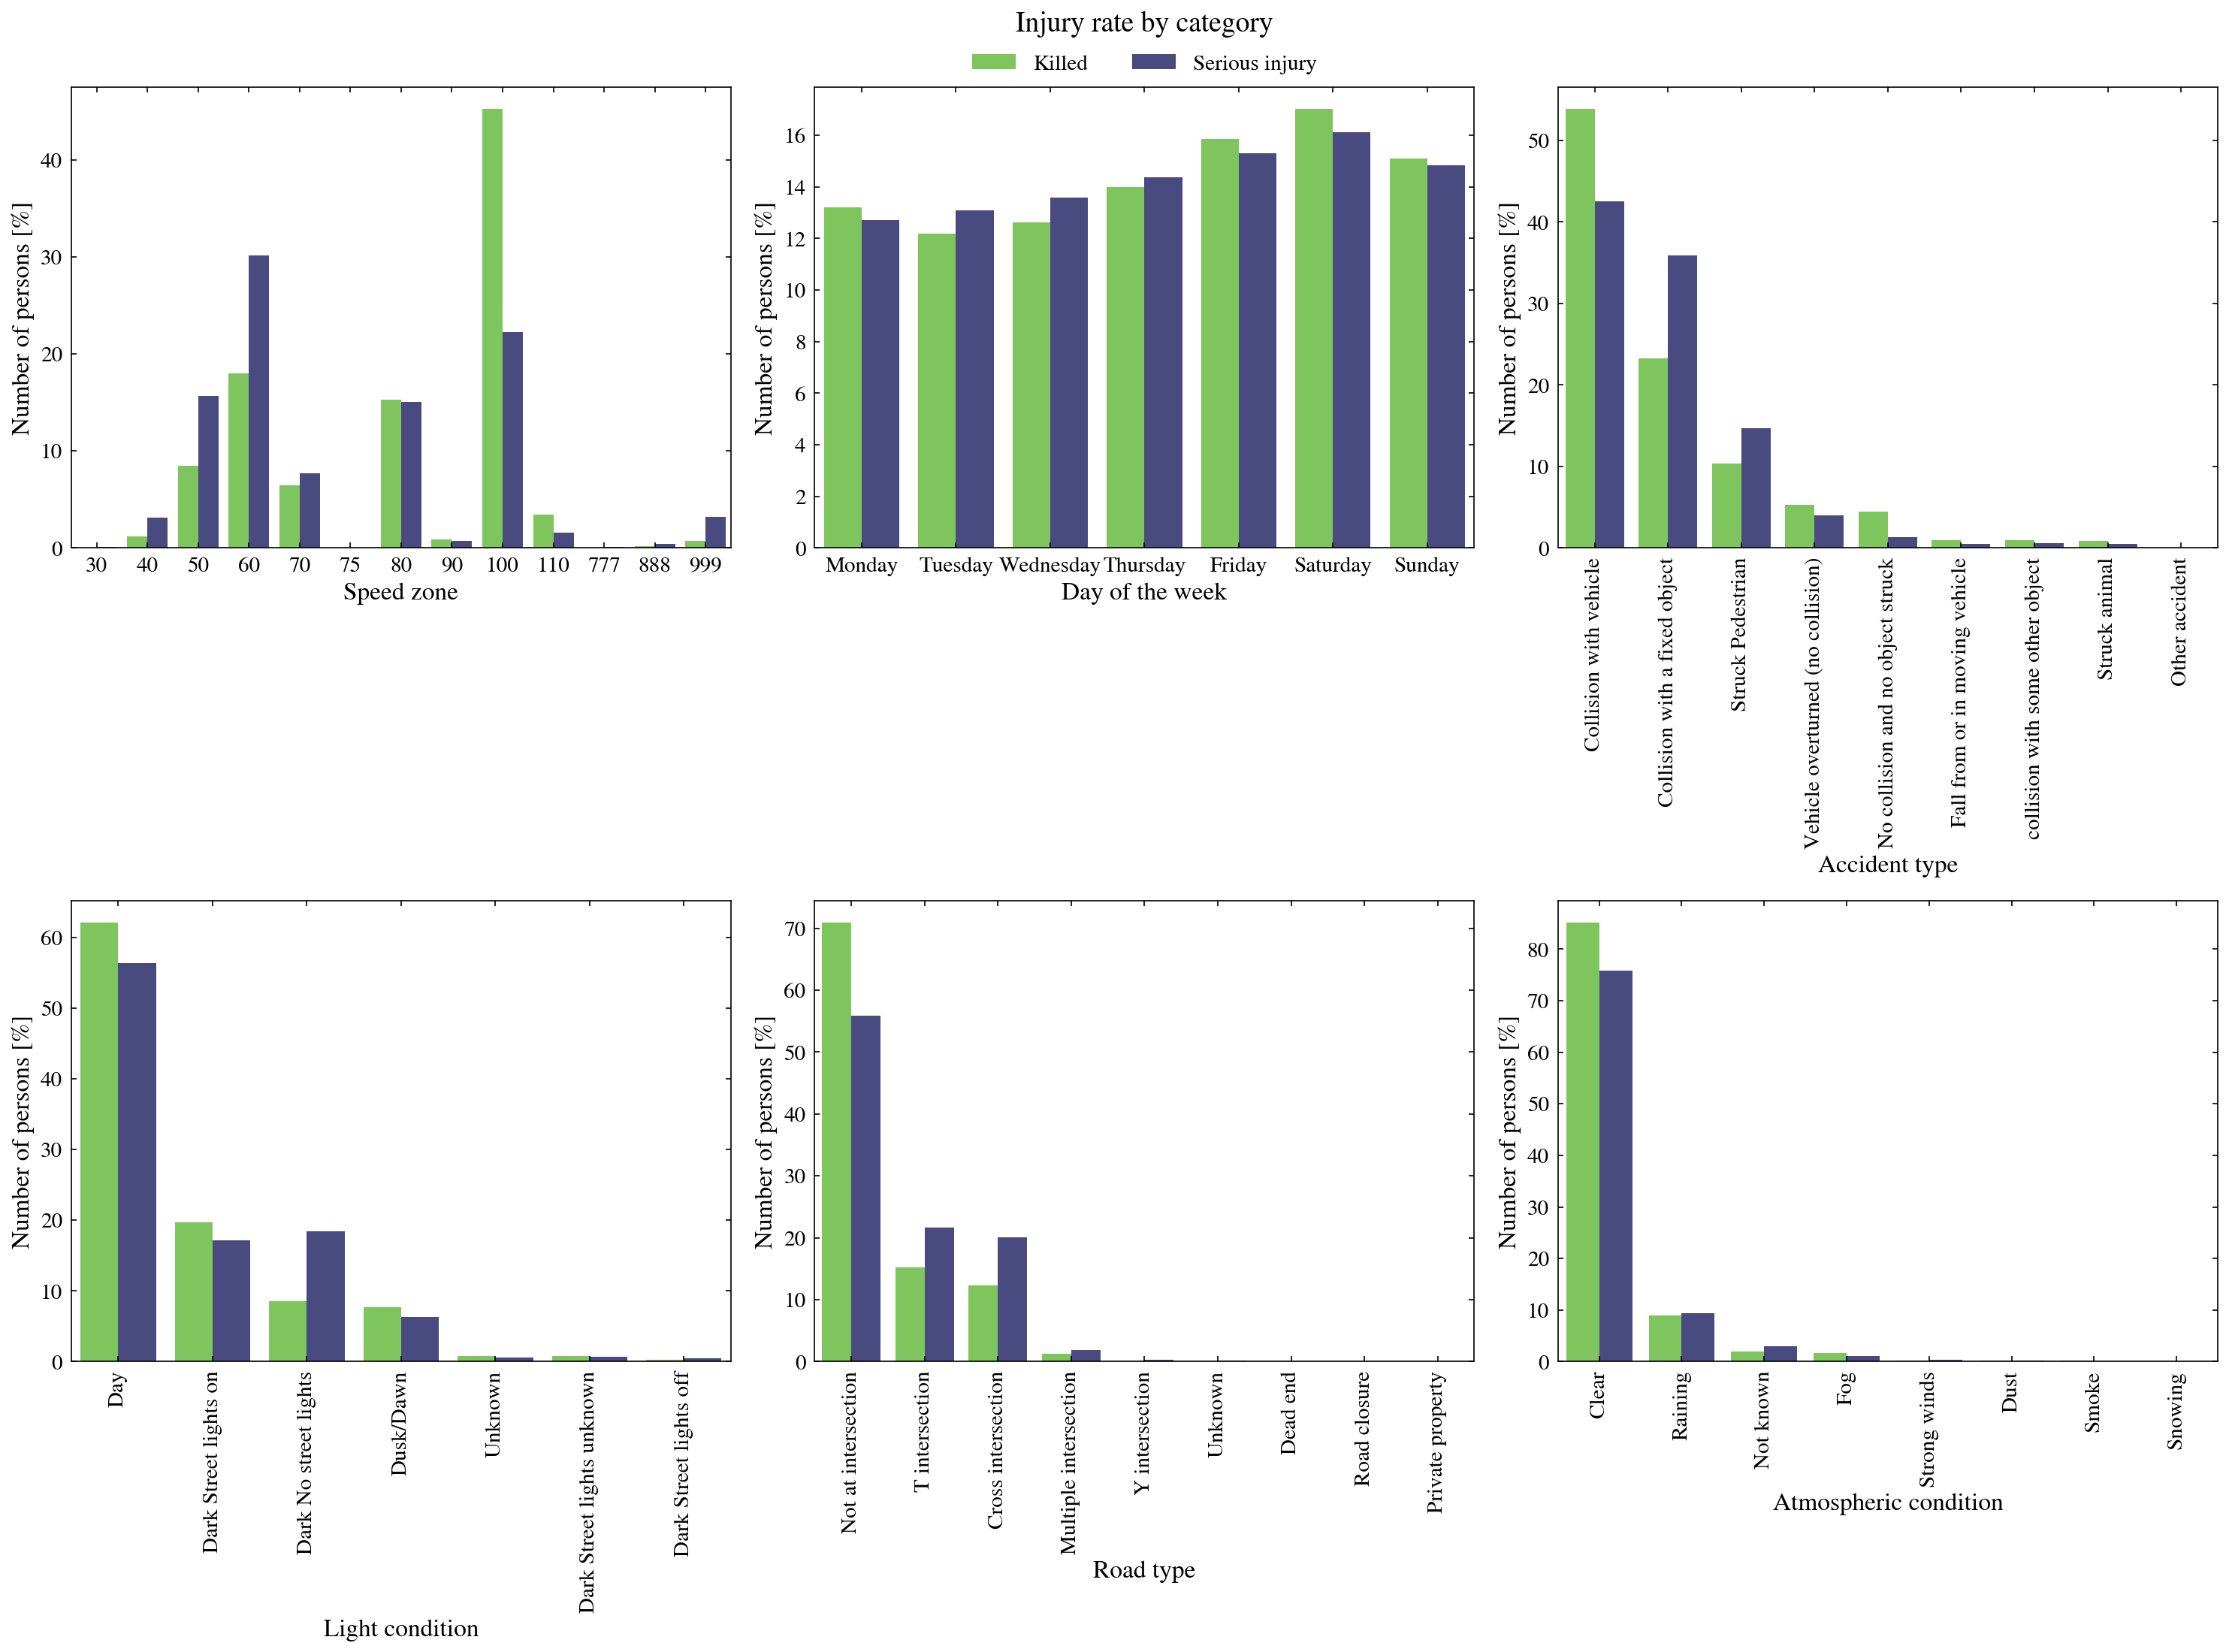 Injury rate by category
Killed
Serious injury
Number of persons [%]
40
30
20
10
0
30 40 50 60 70 75 80 90 100 110 777 888 999
Speed zone
Number of persons [%]
16
14
12
10
8
6
4
2
0
Monday Tuesday Wednesday Thursday Friday Saturday Sunday
Day of the week
Number of persons [%]
50
40
30
20
10
0
Collision with vehicle
Collision with a fixed object
Struck Pedestrian
Vehicle overturned (no collision)
No collision and no object struck
Fall from or in moving vehicle
collision with some other object
Struck animal
Other accident
Accident type
Number of persons [%]
60
50
40
30
20
10
0
Day
Dark Street lights on
Dark No street lights
Dusk/Dawn
Unknown
Dark Street lights unknown
Dark Street lights off
Light condition
Number of persons [%]
70
60
50
40
30
20
10
0
Not at intersection
T intersection
Cross intersection
Multiple intersection
Y intersection
Unknown
Dead end
Road closure
Private property
Road type
Number of persons [%]
80
70
60
50
40
30
20
10
0
Clear
Raining
Not known
Fog
Strong winds
Dust
Smoke
Snowing
Atmospheric condition